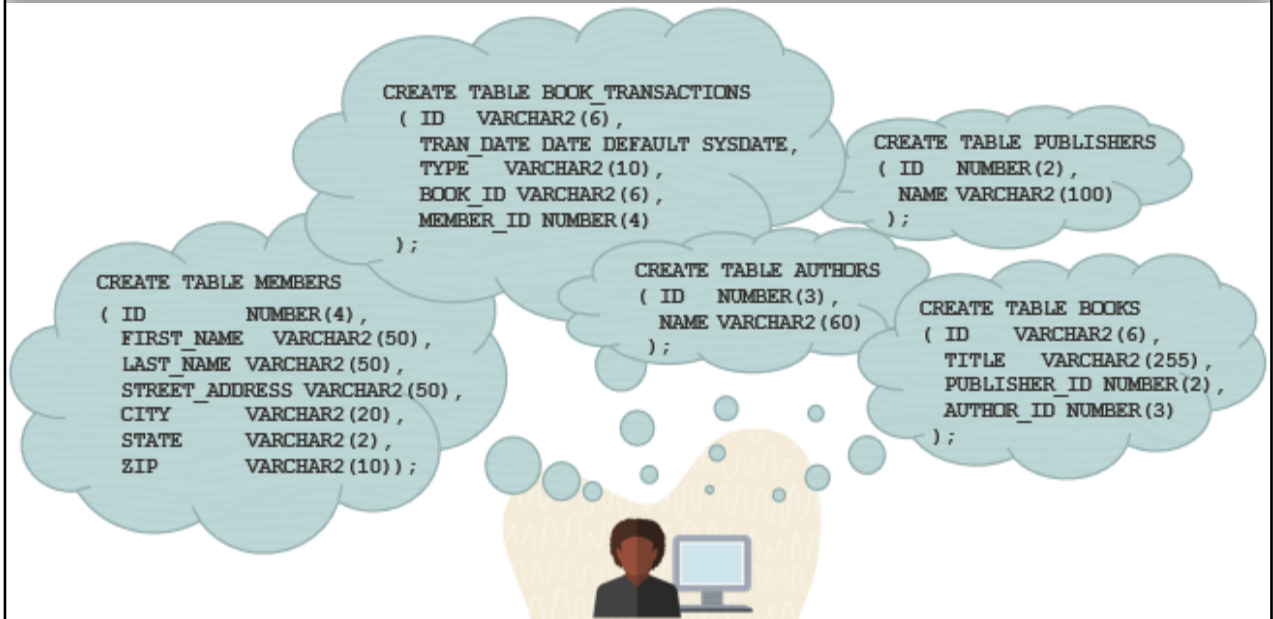 CREATE TABLE BOOK_TRANSACTIONS
( ID VARCHAR2(6),
TRAN_DATE DATE DEFAULT SYSDATE,
TYPE VARCHAR2(10),
BOOK_ID VARCHAR2(6),
MEMBER_ID NUMBER(4)
);
CREATE TABLE PUBLISHERS
( ID NUMBER(2),
NAME VARCHAR2(100)
);
CREATE TABLE MEMBERS
( ID NUMBER(4),
FIRST_NAME VARCHAR2(50),
LAST_NAME VARCHAR2(50),
STREET_ADDRESS VARCHAR2(50),
CITY VARCHAR2(20),
STATE VARCHAR2(2),
ZIP VARCHAR2(10));
CREATE TABLE AUTHORS
( ID NUMBER(3),
NAME VARCHAR2(60)
);
CREATE TABLE BOOKS
( ID VARCHAR2(6),
TITLE VARCHAR2(255),
PUBLISHER_ID NUMBER(2),
AUTHOR_ID NUMBER(3)
);